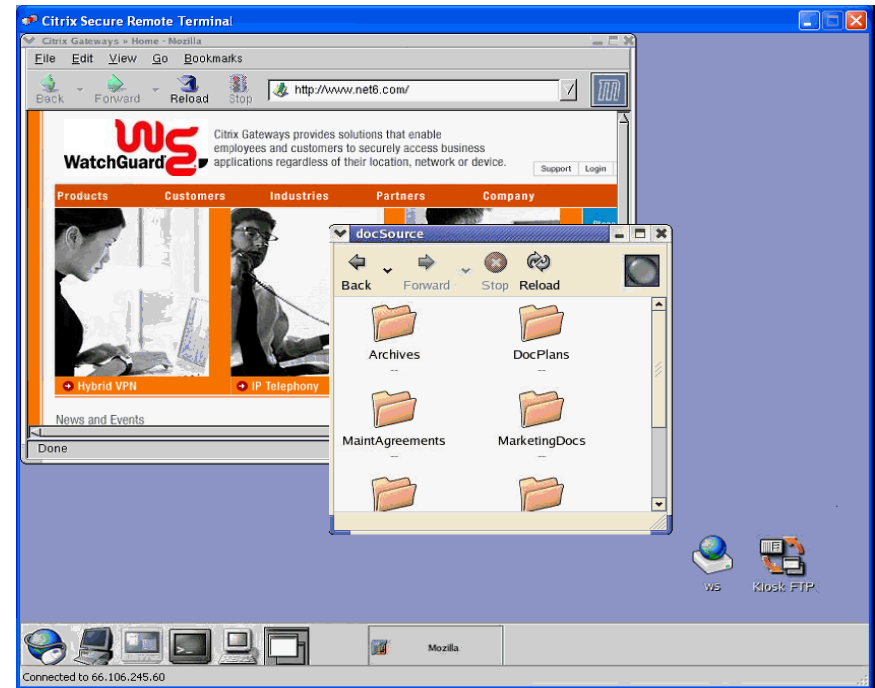 Citrix Secure Remote Terminal
Citrix Gateways » Home - Mozilla
File Edit View Go Bookmarks
Back Forward Reload Stop http://www.net6.com/
WatchGuard
Citrix Gateways provides solutions that enable
employees and customers to securely access business
applications regardless of their location, network or device.
Support Login
Products Customers Industries Partners Company
Hybrid VPN
IP Telephony
News and Events
Done
docSource
Back Forward Stop Reload
Archives DocPlans
-- --
MaintAgreements MarketingDocs
-- --
ws Kiosk FTP
Mozilla
Connected to 66.106.245.60